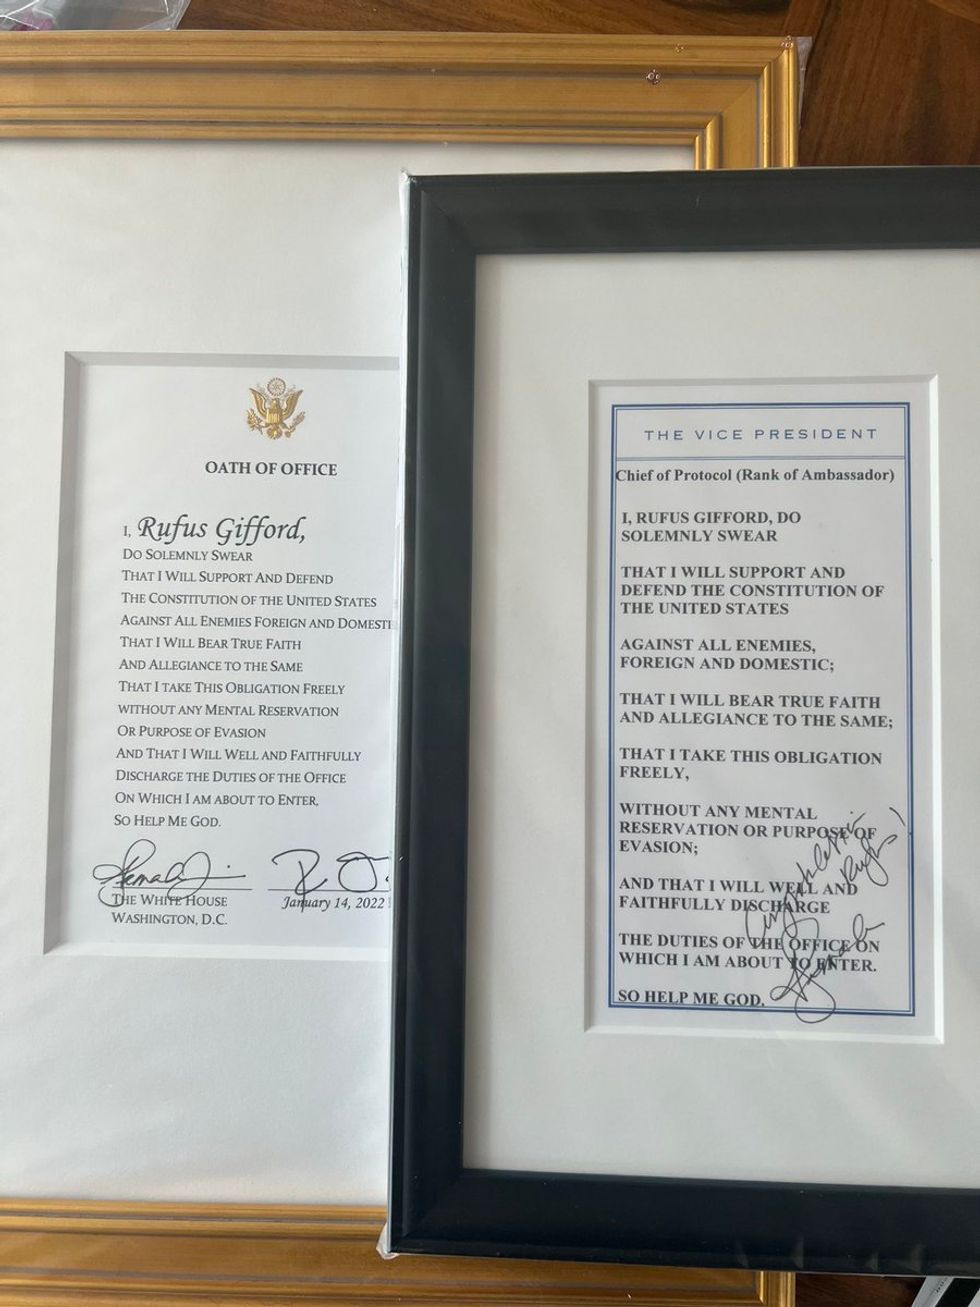 OATH OF OFFICE
I, Rufus Gifford,
DO SOLEMNLY SWEAR
THAT I WILL SUPPORT AND DEFEND
THE CONSTITUTION OF THE UNITED STATES
AGAINST ALL ENEMIES FOREIGN AND DOMESTI
THAT I WILL BEAR TRUE FAITH
AND ALLEGIANCE TO THE SAME
THAT I TAKE THIS OBLIGATION FREELY
WITHOUT ANY MENTAL RESERVATION
OR PURPOSE OF EVASION
AND THAT I WILL WELL AND FAITHFULLY
DISCHARGE THE DUTIES OF THE OFFICE
ON WHICH I AM ABOUT TO ENTER,
SO HELP ME GOD.
THE WHITE HOUSE
January 14, 2022
WASHINGTON, D.C.
THE VICE PRESIDENT
Chief of Protocol (Rank of Ambassador)
I, RUFUS GIFFORD, DO
SOLEMNLY SWEAR
THAT I WILL SUPPORT AND
DEFEND THE CONSTITUTION OF
THE UNITED STATES
AGAINST ALL ENEMIES,
FOREIGN AND DOMESTIC;
THAT I WILL BEAR TRUE FAITH
AND ALLEGIANCE TO THE SAME;
THAT I TAKE THIS OBLIGATION
FREELY,
WITHOUT ANY MENTAL
RESERVATION OR PURPOSE OF
EVASION;
AND THAT I WILL WELL AND
FAITHFULLY DISCHARGE
THE DUTIES OF THE OFFICE ON
WHICH I AM ABOUT TO ENTER.
SO HELP ME GOD.